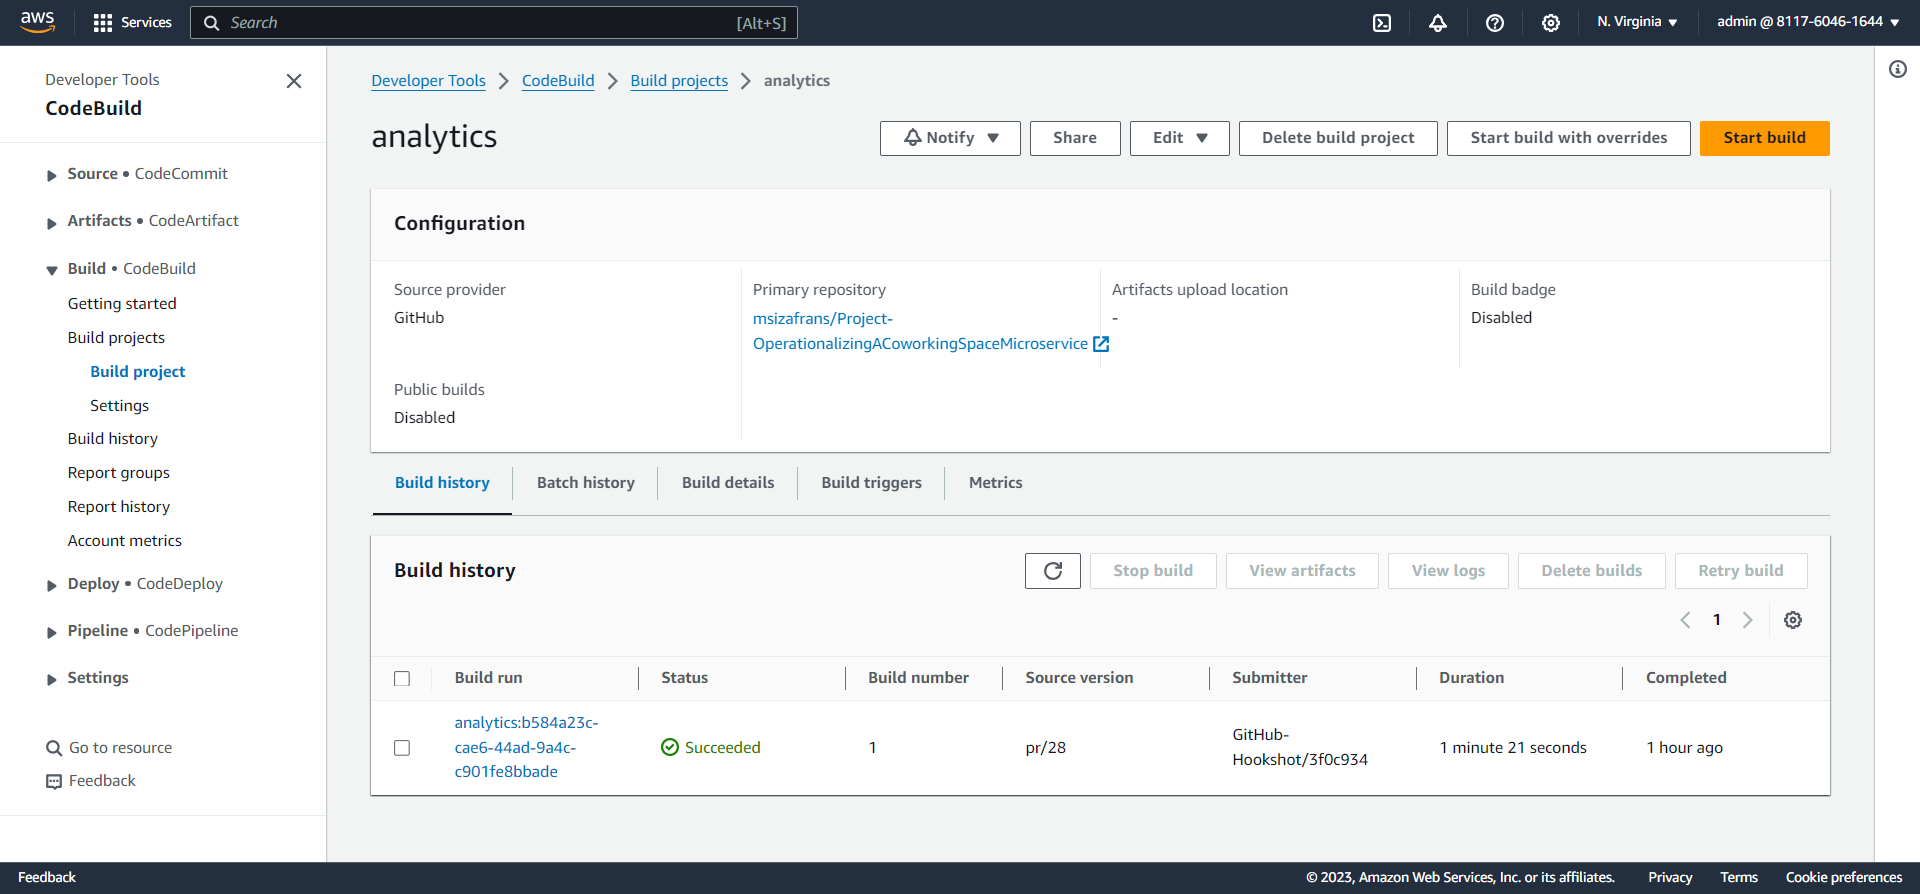 aws
Services
Search
[Alt+S]
N. Virginia
admin @ 8117-6046-1644
Developer Tools
CodeBuild
Source • CodeCommit
Artifacts • CodeArtifact
Build • CodeBuild
Getting started
Build projects
Build project
Settings
Build history
Report groups
Report history
Account metrics
Deploy • CodeDeploy
Pipeline • CodePipeline
Settings
Go to resource
Feedback
Developer Tools
CodeBuild
Build projects
analytics
analytics
Notify
Share
Edit
Delete build project
Start build with overrides
Start build
Configuration
Source provider
GitHub
Primary repository
msizafrans/Project-
OperationalizingACoworkingSpaceMicroservice
Artifacts upload location
-
Build badge
Disabled
Public builds
Disabled
Build history
Batch history
Build details
Build triggers
Metrics
Build history
Stop build
View artifacts
View logs
Delete builds
Retry build
1
Build run
Status
Build number
Source version
Submitter
Duration
Completed
analytics:b584a23c-
cae6-44ad-9a4c-
c901fe8bbade
Succeeded
1
pr/28
GitHub-
Hookshot/3f0c934
1 minute 21 seconds
1 hour ago
Feedback
© 2023, Amazon Web Services, Inc. or its affiliates.
Privacy
Terms
Cookie preferences